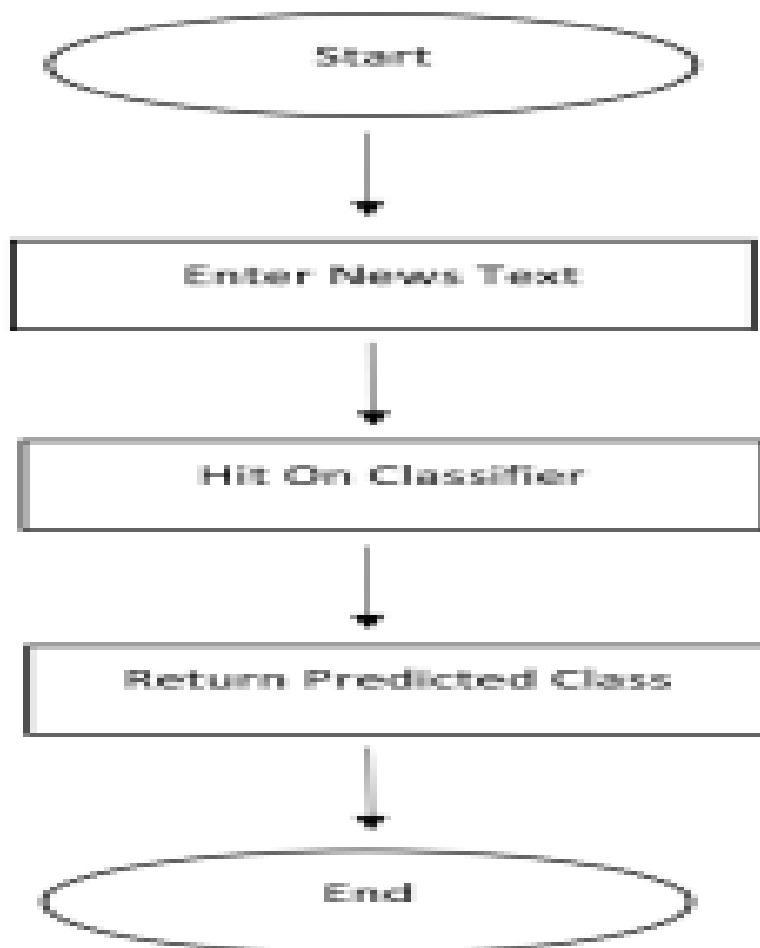 Start
Enter News Text
Hit On Classifier
Return Predicted Class
End